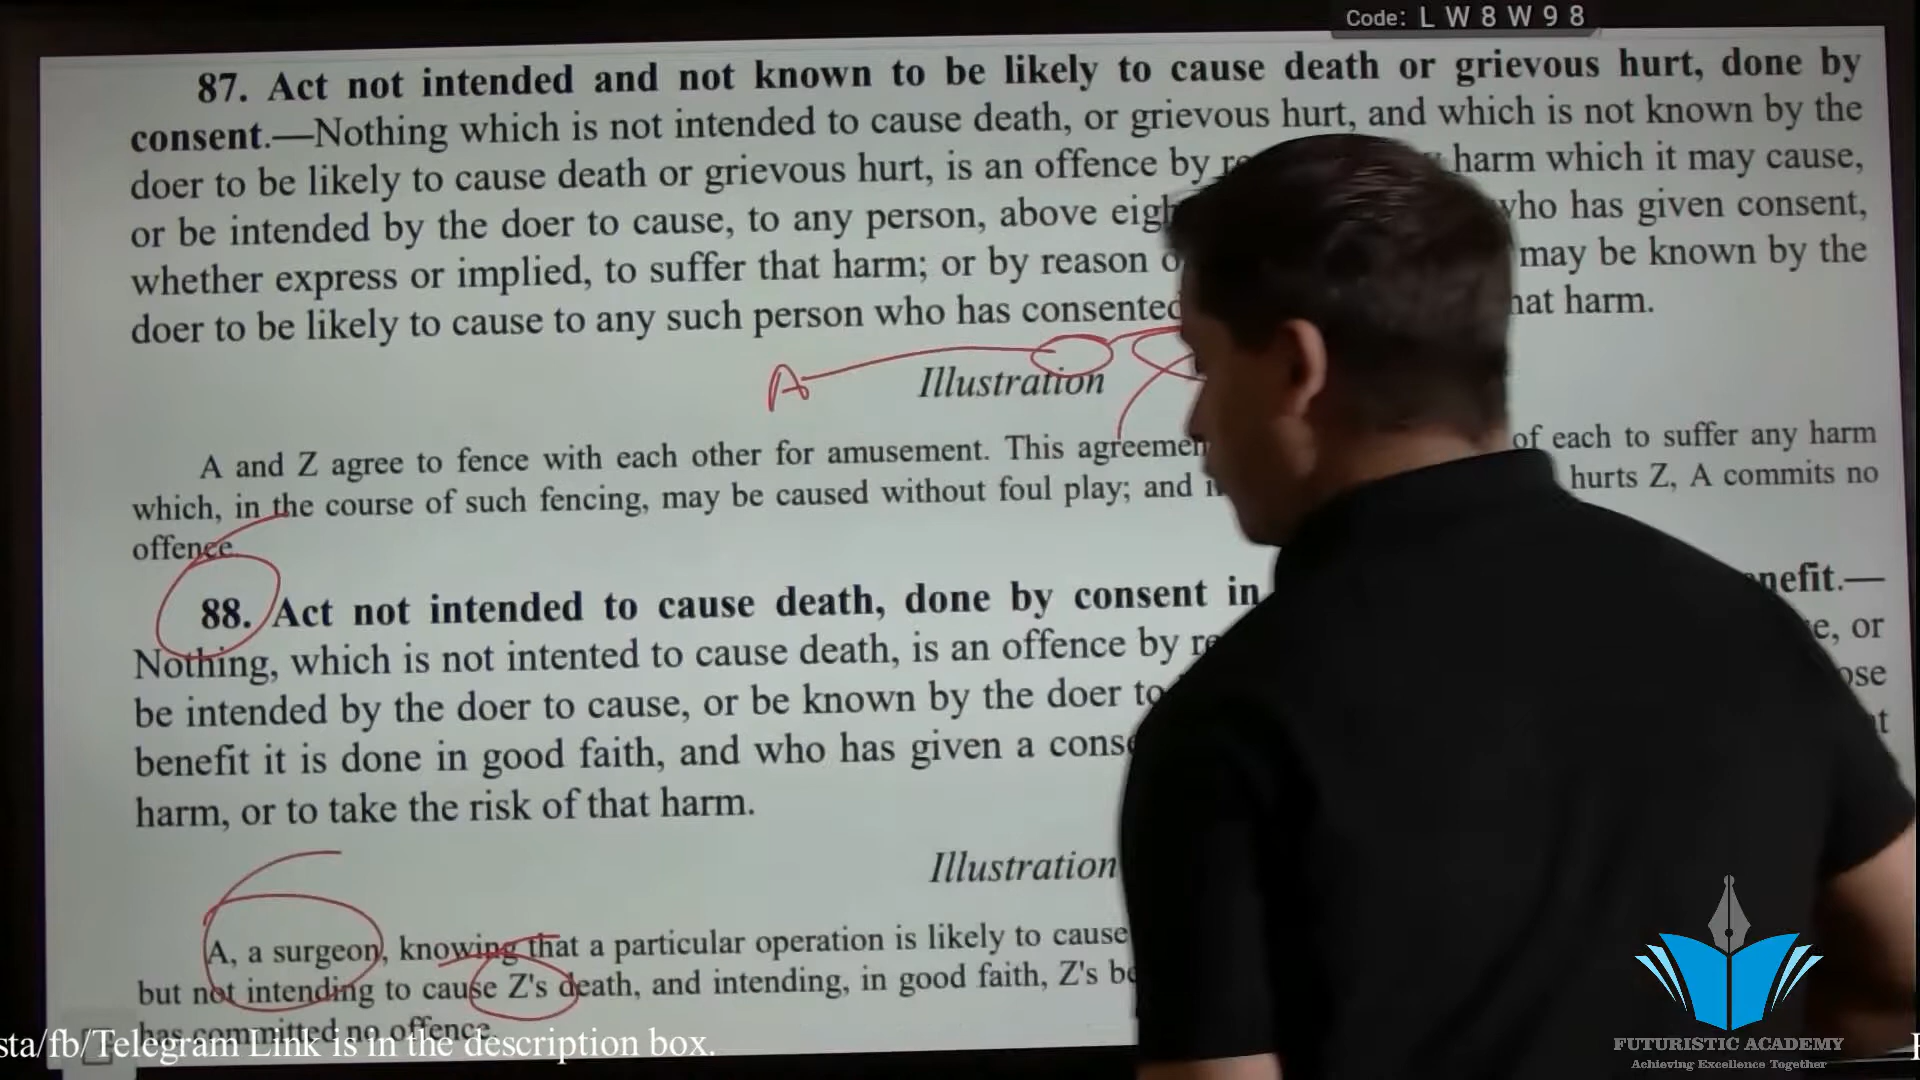 Code: LW8W98
87. Act not intended and not known to be likely to cause death or grievous hurt, done by
consent.—Nothing which is not intended to cause death, or grievous hurt, and which is not known by the
doer to be likely to cause death or grievous hurt, is an offence by harm which it may cause,
or be intended by the doer to cause, to any person, above who has given consent,
whether express or implied, to suffer that harm; or by reason may be known by the
doer to be likely to cause to any such person who has consented that harm.
A
Illustration
A and Z agree to fence with each other for amusement. This of each to suffer any harm
which, in the course of such fencing, may be caused without foul play; and hurts Z, A commits no
offence.
88. Act not intended to cause death, done by consent in benefit.—
Nothing, which is not intented to cause death, is an offence by or
be intended by the doer to cause, or be known by the doer to
benefit it is done in good faith, and who has given a
harm, or to take the risk of that harm.
Illustration
A, a surgeon, knowing that a particular operation is likely to cause
but not intending to cause Z's death, and intending, in good faith, Z's
has committed no offence.
/fb/Telegram Link is in the description box.
FUTURISTIC ACADEMY
Achieving Excellence Together